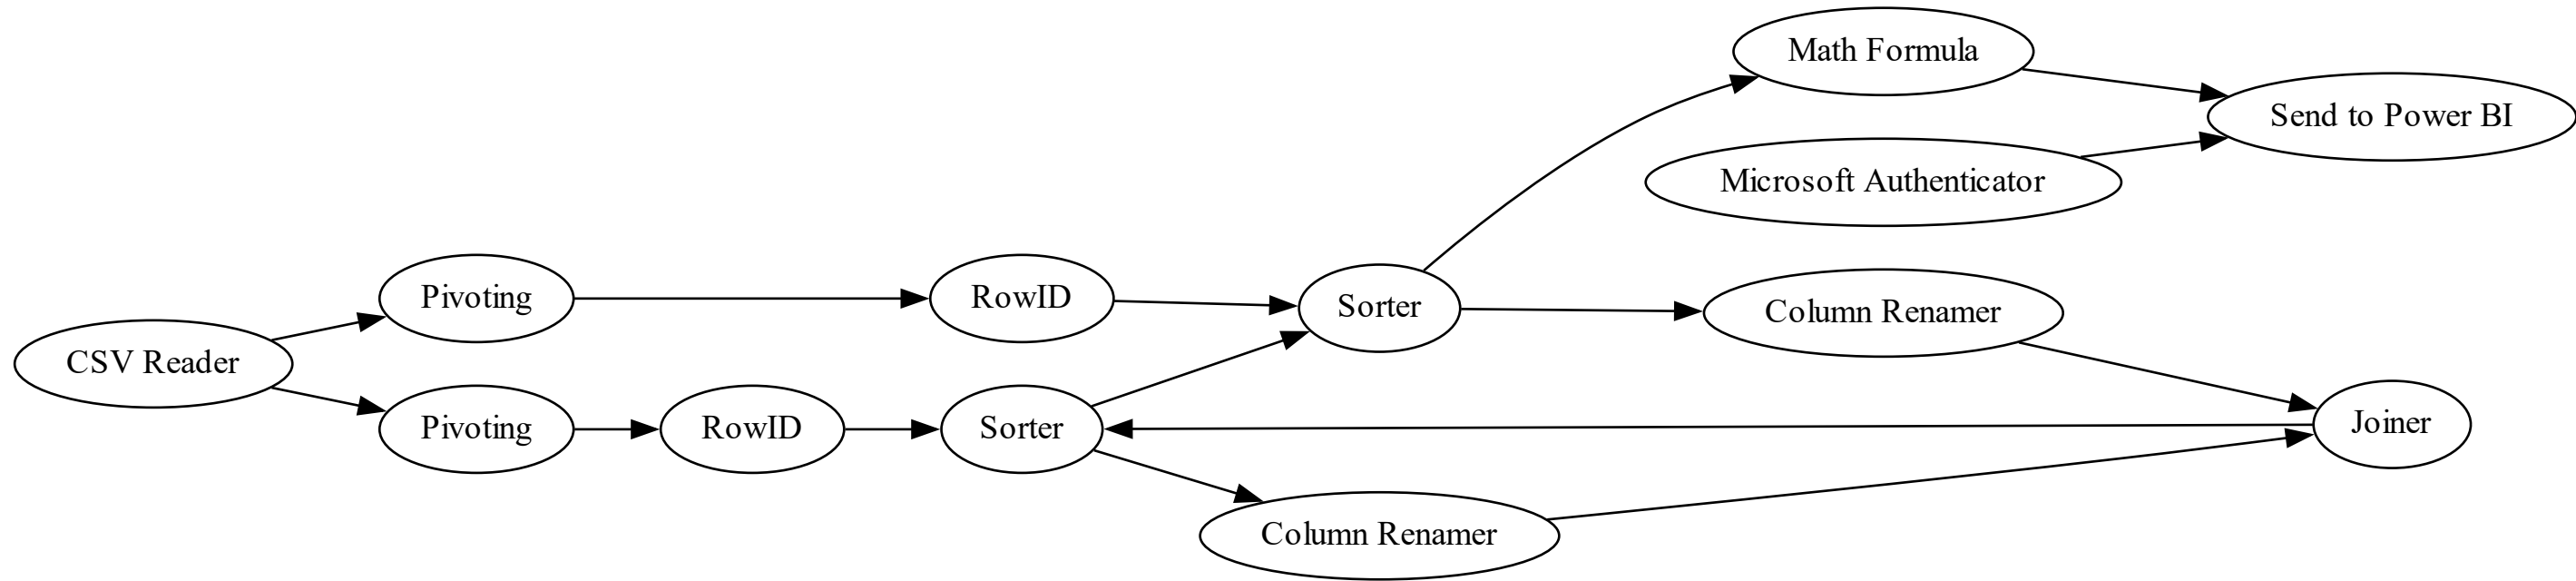 Math Formula
Send to Power BI
Microsoft Authenticator
Pivoting
RowID
Sorter
Column Renamer
CSV Reader
Pivoting
RowID
Sorter
Joiner
Column Renamer